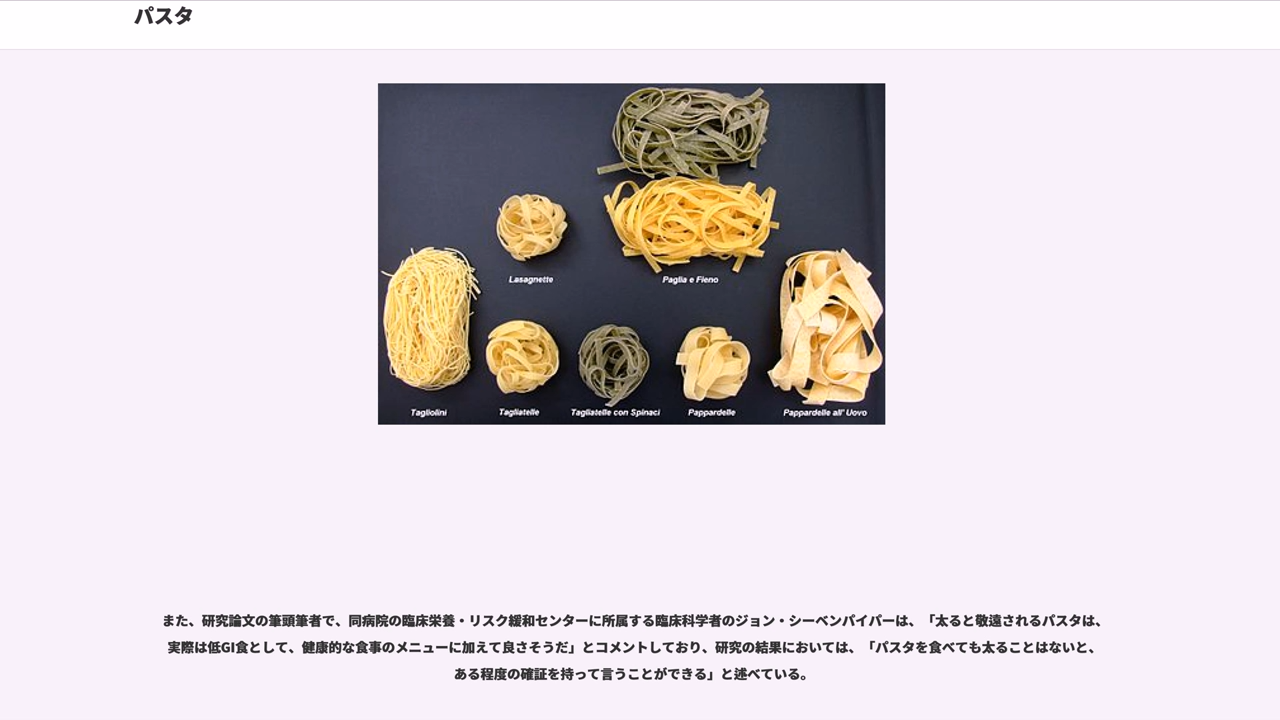 パスタ
Lasagnette
Paglia e Fieno
Tagliolini
Tagliatelle
Tagliatelle con Spinaci
Pappardelle
Pappardelle all' Uovo
また、研究論文の筆頭筆者で、同病院の臨床栄養・リスク緩和センターに所属する臨床科学者のジョン・シーベンパイパーは、「太ると敬遠されるパスタは、
実際は低GI食として、健康的な食事のメニューに加えて良さそうだ」とコメントしており、研究の結果においては、「パスタを食べても太ることはないと、
ある程度の確証を持って言うことができる」と述べている。